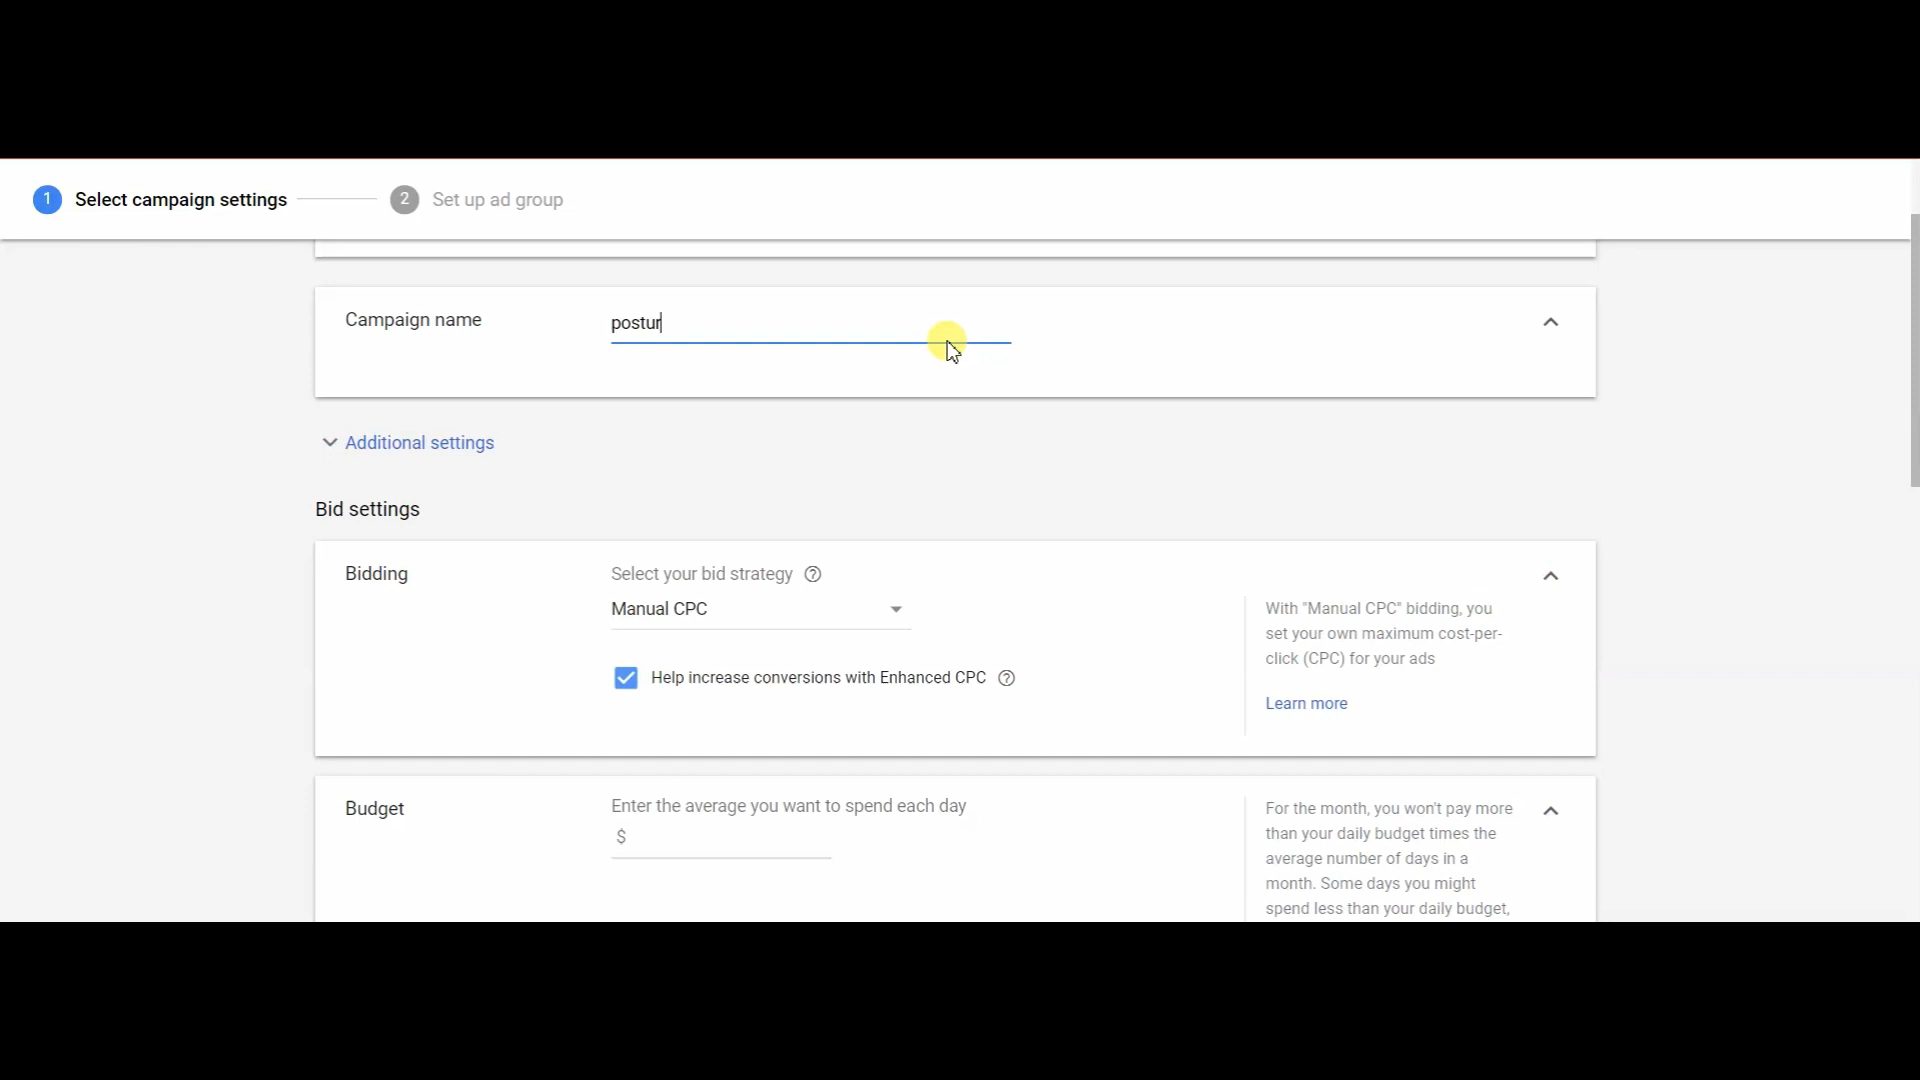 1 Select campaign settings 2 Set up ad group
Campaign name postur
Additional settings
Bid settings
Bidding
Select your bid strategy ?
Manual CPC
Help increase conversions with Enhanced CPC ?
With "Manual CPC" bidding, you
set your own maximum cost-per-
click (CPC) for your ads
Learn more
Budget
Enter the average you want to spend each day
$
For the month, you won't pay more
than your daily budget times the
average number of days in a
month. Some days you might
spend less than your daily budget,